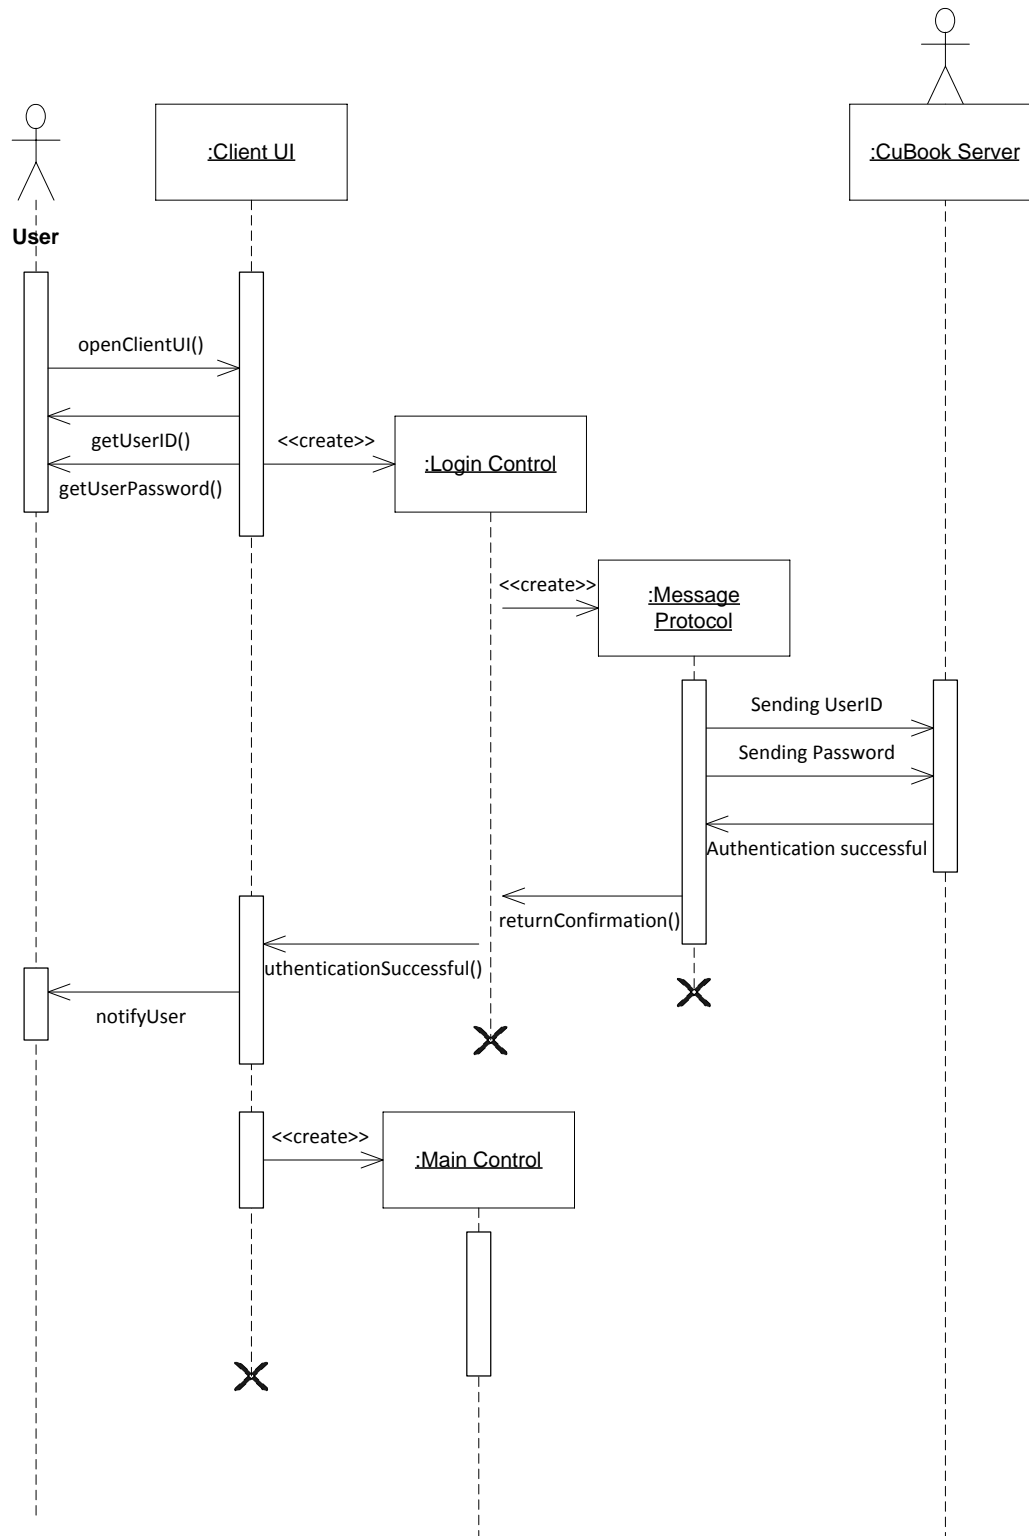 :Client UI
:CuBook Server
User
openClientUI()
getUserID()
<<create>>
:Login Control
getUserPassword()
<<create>>
:Message
Protocol
Sending UserID
Sending Password
Authentication successful
returnConfirmation()
uthenticationSuccessful()
notifyUser
<<create>>
:Main Control